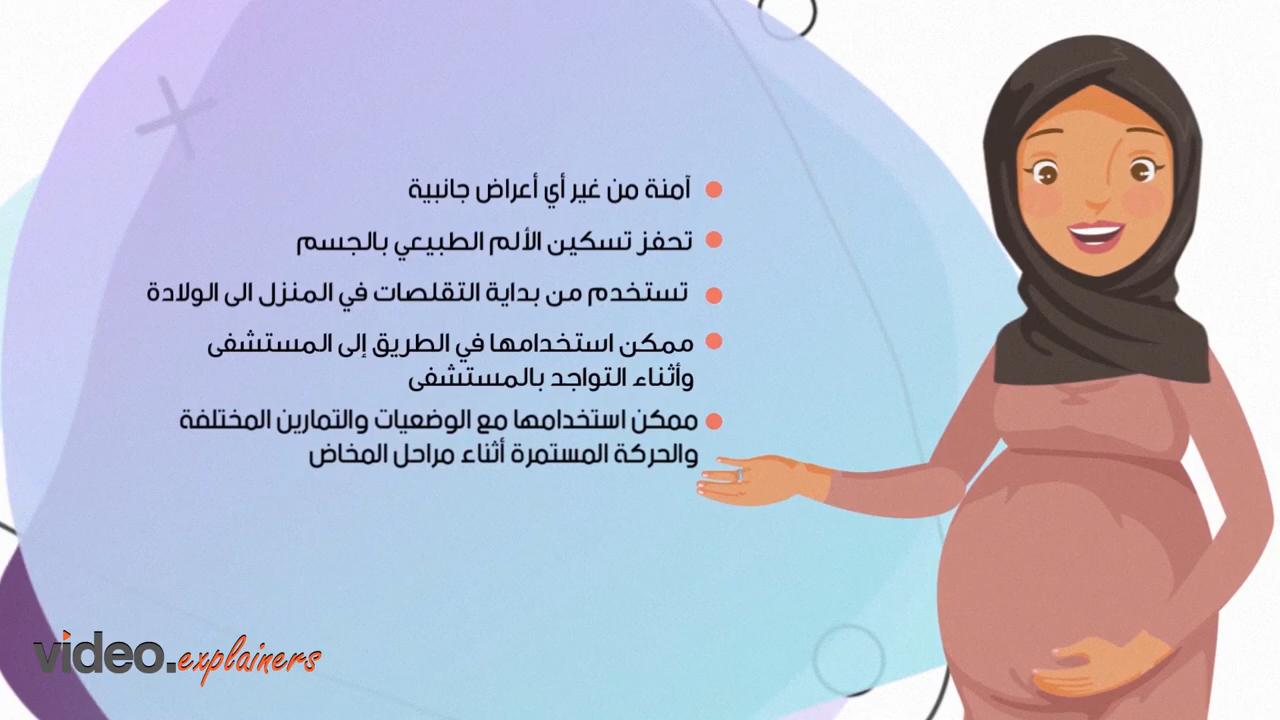 آمنة من غير أي أعراض جانبية
تحفز تسكين الألم الطبيعي بالجسم
تستخدم من بداية التقلصات في المنزل الى الولادة
ممكن استخدامها في الطريق إلى المستشفى
وأثناء التواجد بالمستشفى
ممكن استخدامها مع الوضعيات والتمارين المختلفة
والحركة المستمرة أثناء مراحل المخاض
video.explainers